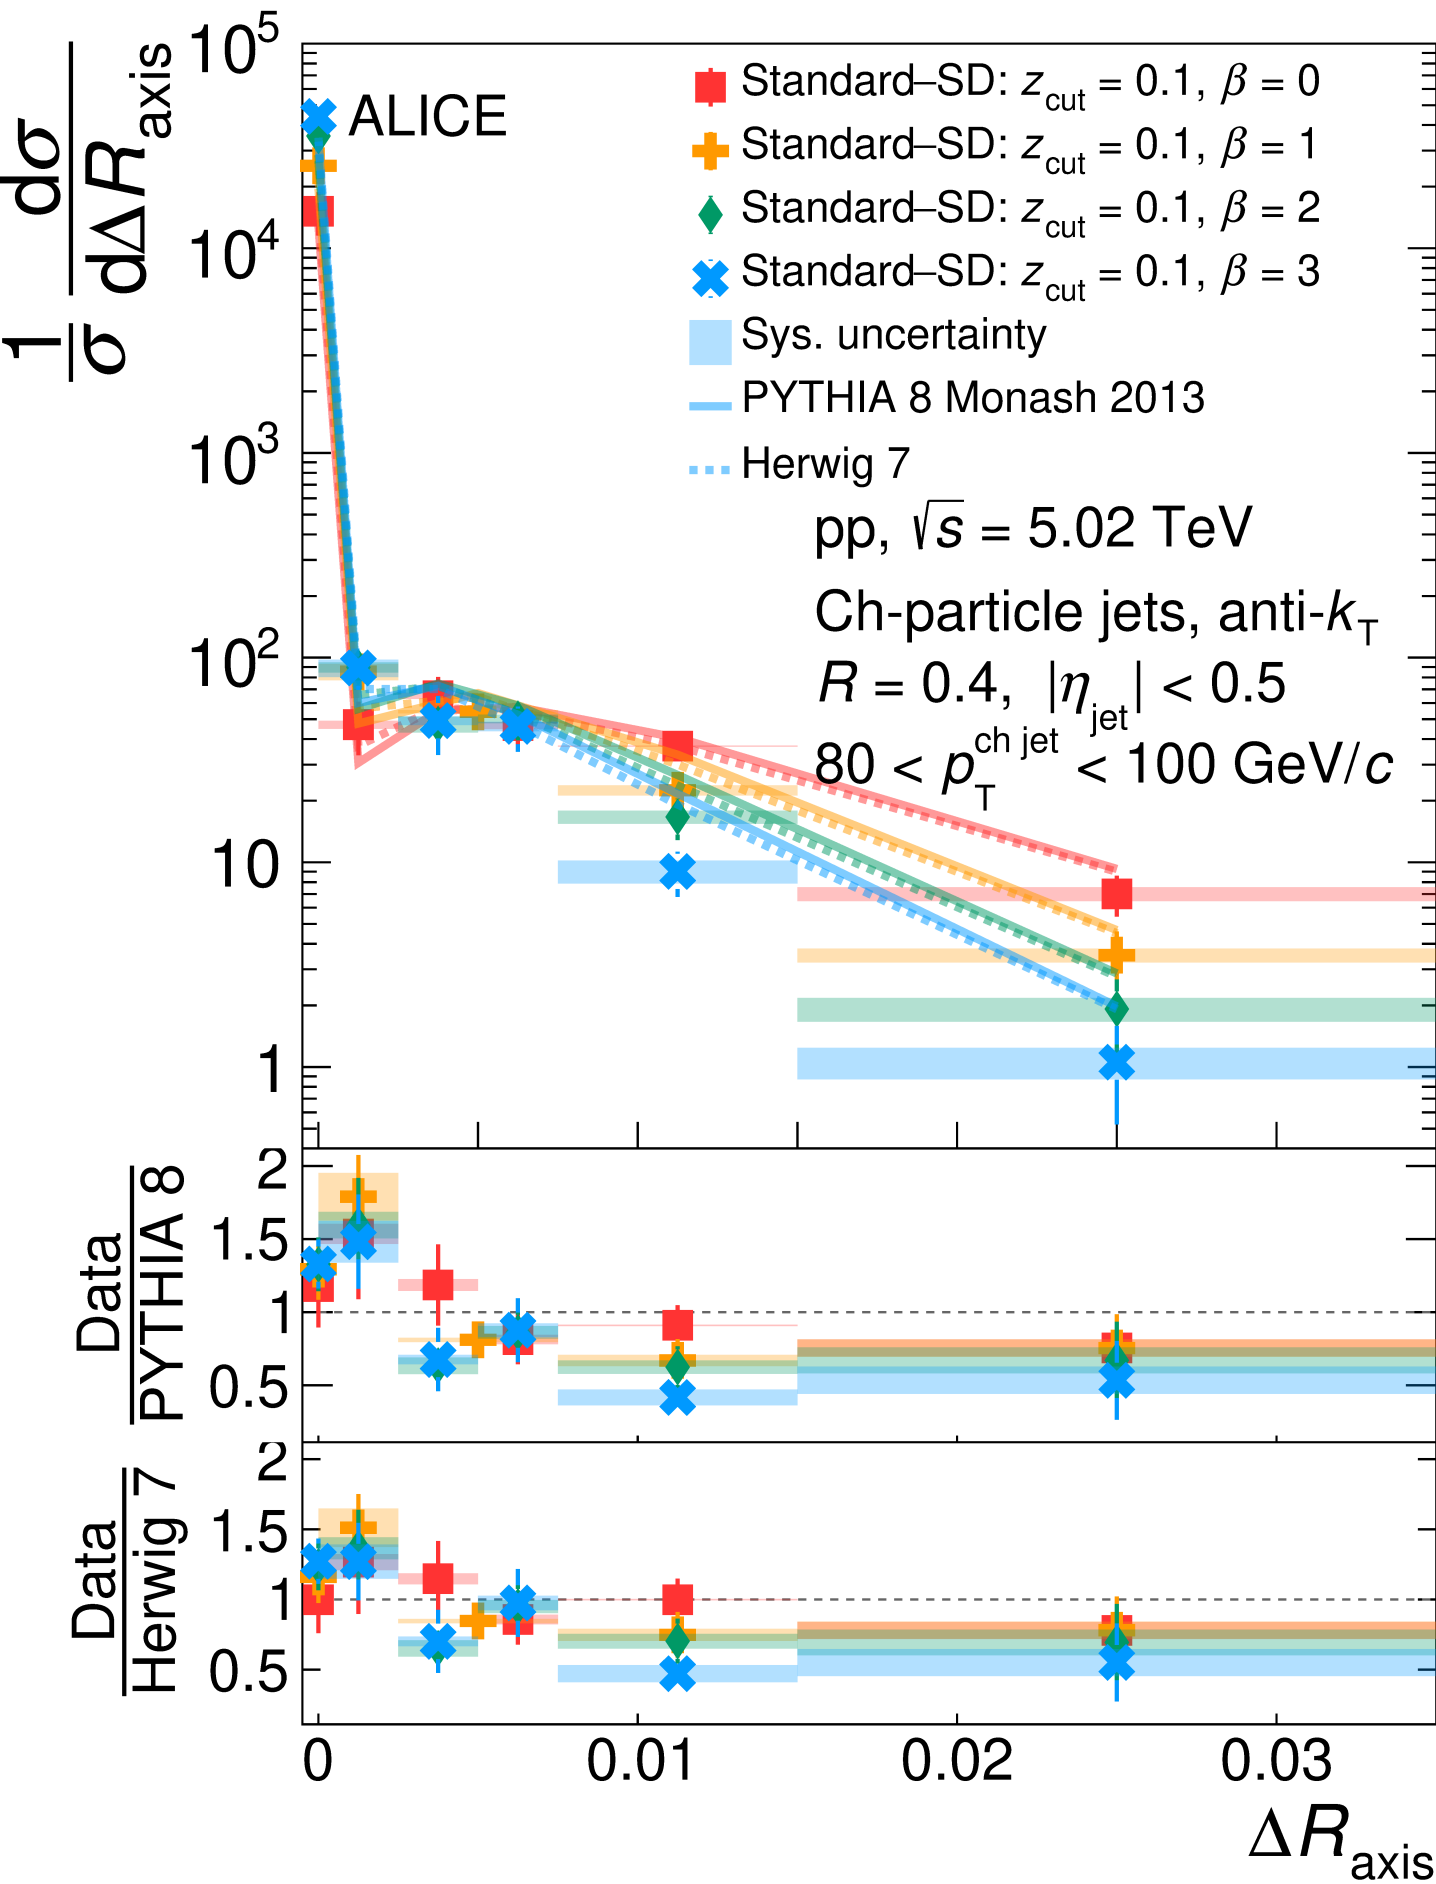 1/σ dσ/dΔR_axis
10^5
10^4
10^3
10^2
10
1
ALICE
Standard–SD: z_cut = 0.1, β = 0
Standard–SD: z_cut = 0.1, β = 1
Standard–SD: z_cut = 0.1, β = 2
Standard–SD: z_cut = 0.1, β = 3
Sys. uncertainty
PYTHIA 8 Monash 2013
Herwig 7
pp, √s = 5.02 TeV
Ch-particle jets, anti-k_T
R = 0.4, |η_jet| < 0.5
80 < p_T^ch jet < 100 GeV/c
Data
PYTHIA 8
2
1.5
1
0.5
Data
Herwig 7
2
1.5
1
0.5
0 0.01 0.02 0.03
ΔR_axis